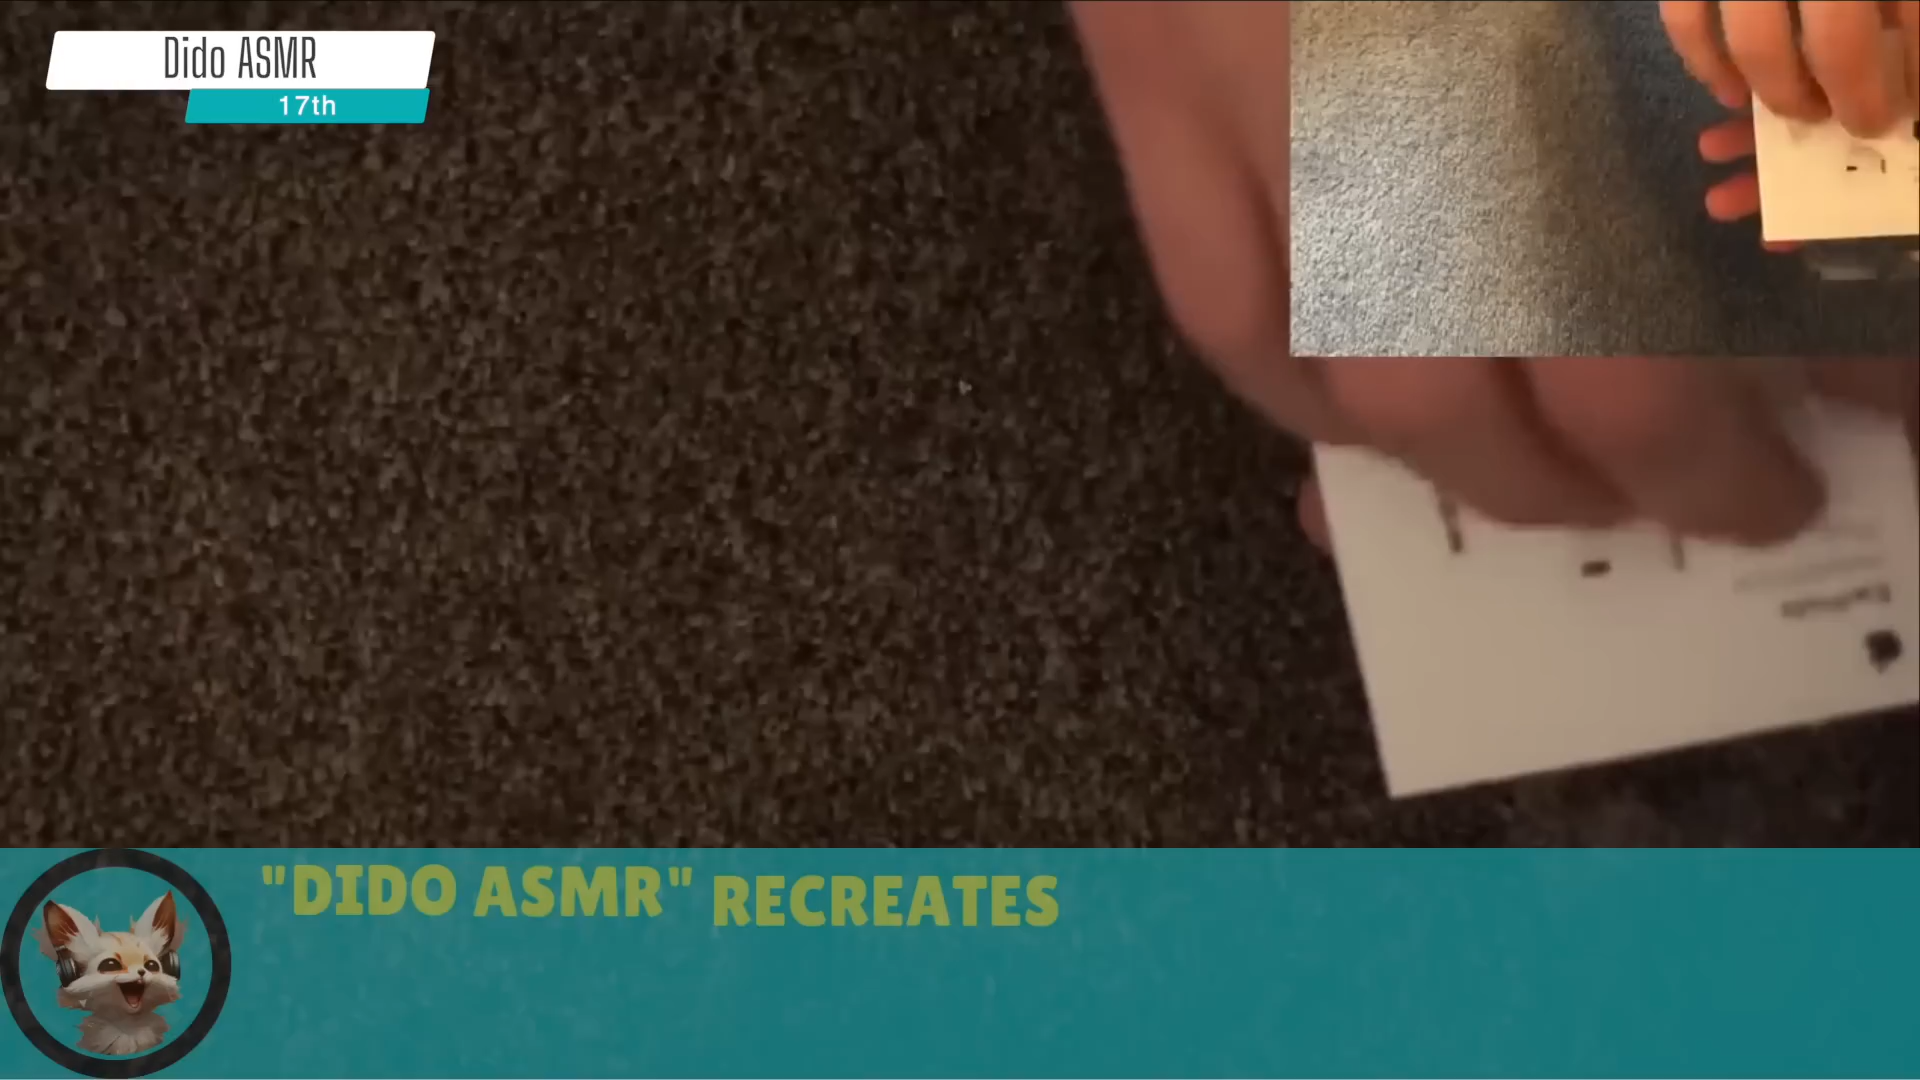 Dido ASMR
17th
"DIDO ASMR" RECREATES